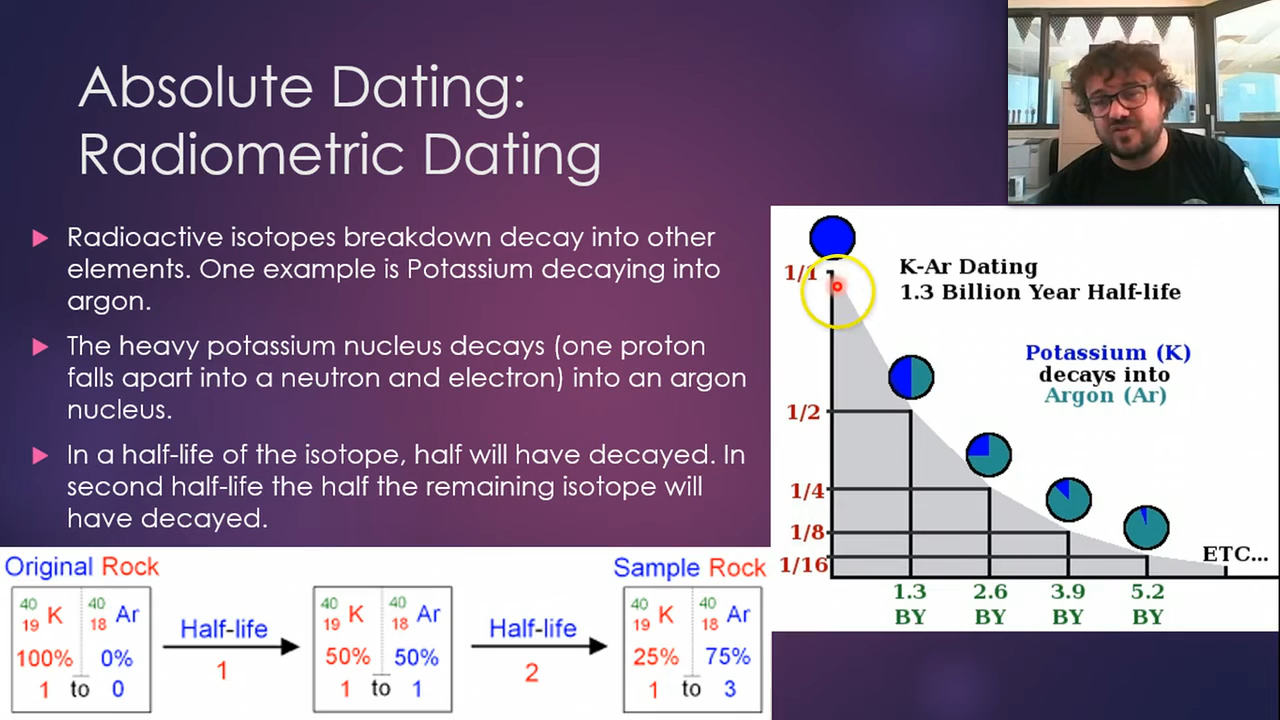 Absolute Dating:
Radiometric Dating
Radioactive isotopes breakdown decay into other
elements. One example is Potassium decaying into
argon.
The heavy potassium nucleus decays (one proton
falls apart into a neutron and electron) into an argon
nucleus.
In a half-life of the isotope, half will have decayed. In
second half-life the half the remaining isotope will
have decayed.
K-Ar Dating
1.3 Billion Year Half-life
Potassium (K)
decays into
Argon (Ar)
1/1
1/2
1/4
1/8
1/16
ETC...
1.3 2.6 3.9 5.2
BY BY BY BY
Original Rock
40 19 K 40 18 Ar
100% 0%
1 to 0
Half-life
1
40 19 K 40 18 Ar
50% 50%
1 to 1
Half-life
2
Sample Rock
40 19 K 40 18 Ar
25% 75%
1 to 3